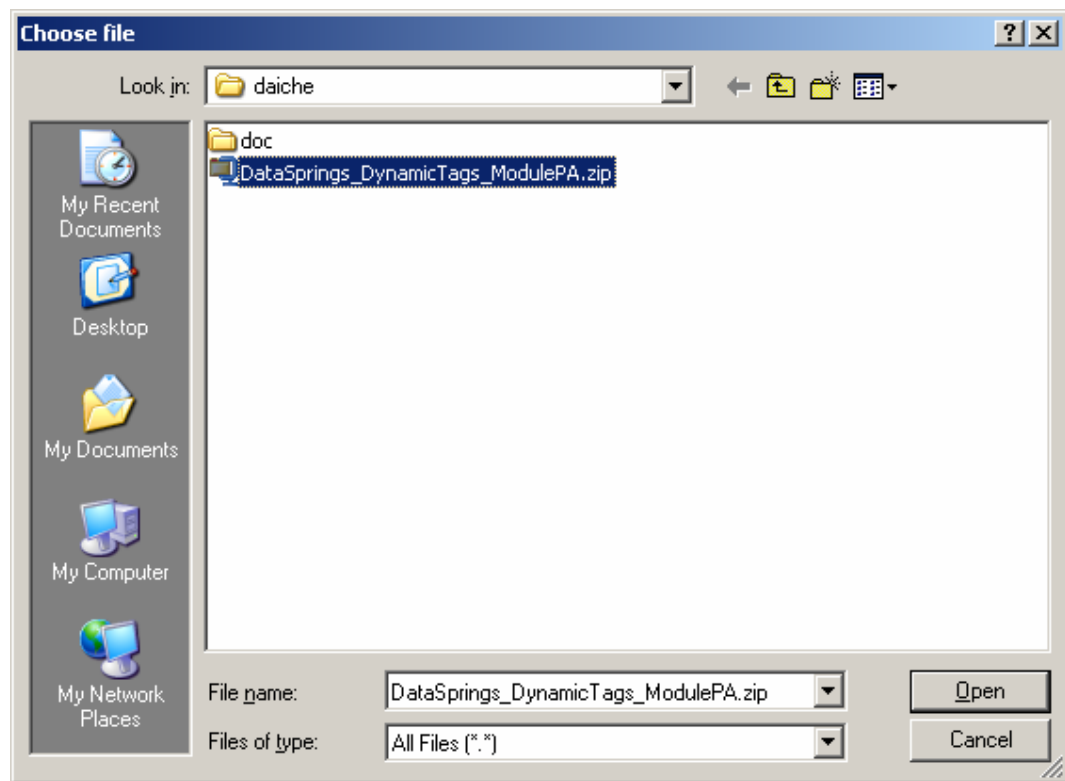 Choose file
Look in:
daiche
doc
DataSprings_DynamicTags_ModulePA.zip
My Recent
Documents
Desktop
My Documents
My Computer
My Network
Places
File name:
DataSprings_DynamicTags_ModulePA.zip
Open
Files of type:
All Files (*.*)
Cancel